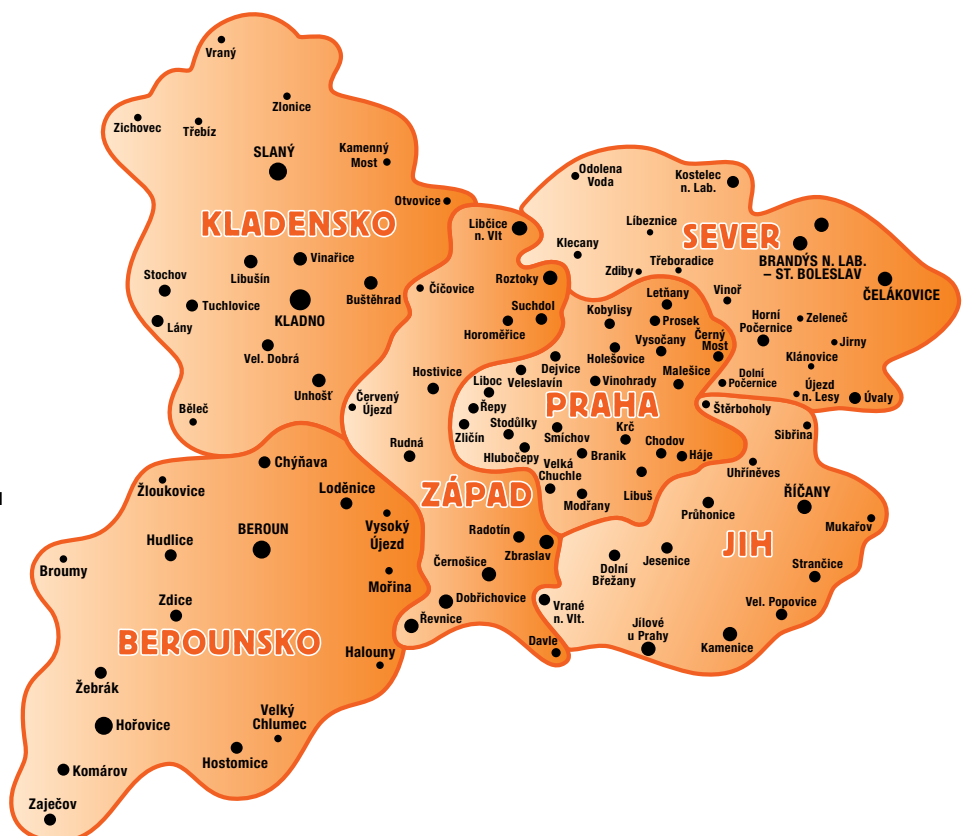 Vraný
Zlonice
Zichovec
Třebíz
SLANÝ
Kamenný
Most
Otvovice
KLADENSKO
Libušín
Vinařice
Stochov
Tuchlovice
Lány
KLADNO
Buštěhrad
Vel. Dobrá
Unhošť
Běleč
Odolena
Voda
Kostelec
n. Lab.
Líbeznice
SEVER
Klecany
Zdiby
Třeboradice
BRANDÝS N. LAB.
– ST. BOLESLAV
ČELÁKOVICE
Vinoř
Horní
Počernice
Zeleneč
Jirny
Klánovice
Dolní
Počernice
Újezd
n. Lesy
Úvaly
Libčice
n. Vlt
Roztoky
Číčovice
Suchdol
Horoměřice
Hostivice
Červený
Újezd
Rudná
ZÁPAD
Radotín
Zbraslav
Černošice
Dobřichovice
Řevnice
Davle
Letňany
Kobylisy
Prosek
Vysočany
Černý
Most
Holešovice
Dejvice
Veleslavín
Liboc
Vinohrady
Malešice
Řepy
PRAHA
Zličín
Stodůlky
Smíchov
Krč
Hlubočepy
Braník
Chodov
Háje
Velká
Chuchle
Modřany
Libuš
Štěrboholy
Sibřina
Uhříněves
ŘÍČANY
Průhonice
Mukařov
JIH
Dolní
Břežany
Jesenice
Strančice
Vrané
n. Vlt.
Vel. Popovice
Jílové
u Prahy
Kamenice
Chýňava
Žloukovice
Loděnice
BEROUN
Vysoký
Újezd
Hudlice
Broumy
Mořina
Zdice
BEROUNSKO
Halouny
Žebrák
Hořovice
Velký
Chlumec
Hostomice
Komárov
Zaječov